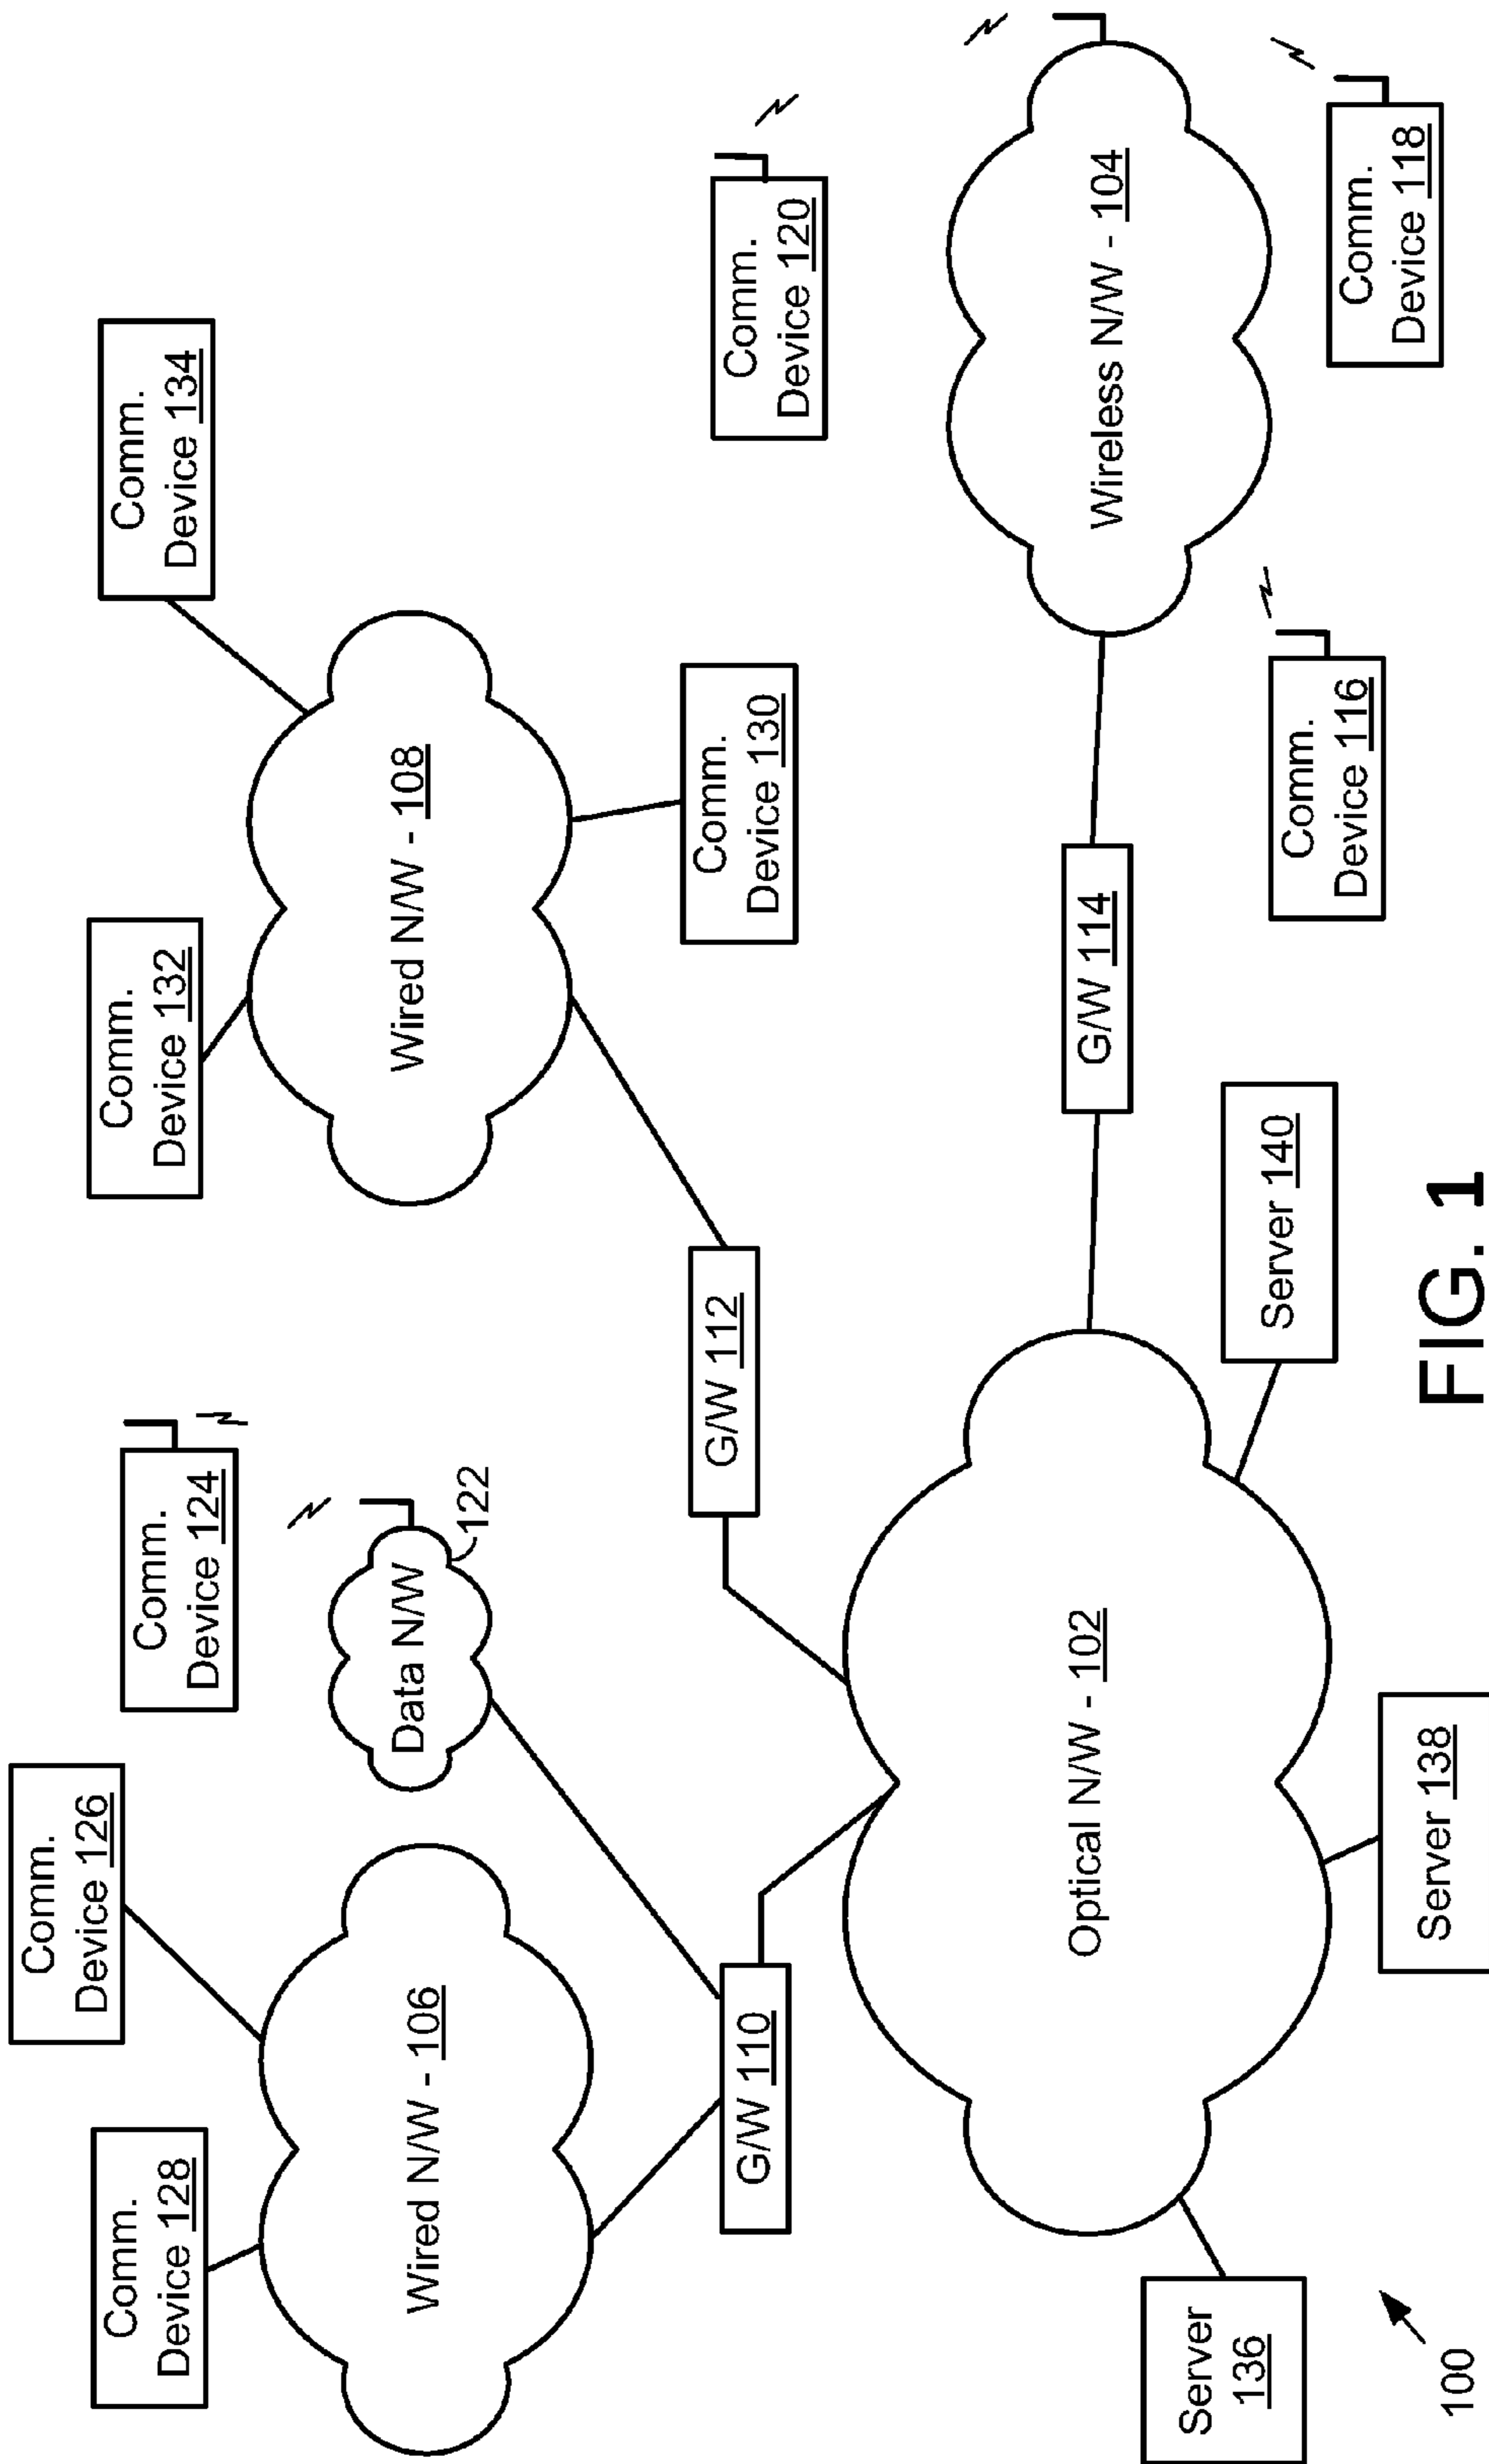 Comm.
Device 128
Comm.
Device 126
Comm.
Device 124
Comm.
Device 132
Comm.
Device 134
Wired N/W - 106
Data N/W
122
Wired N/W - 108
G/W 110
G/W 112
Comm.
Device 130
Comm.
Device 120
Optical N/W - 102
G/W 114
Wireless N/W - 104
Server
136
Server 138
Server 140
Comm.
Device 116
Comm.
Device 118
100
FIG. 1